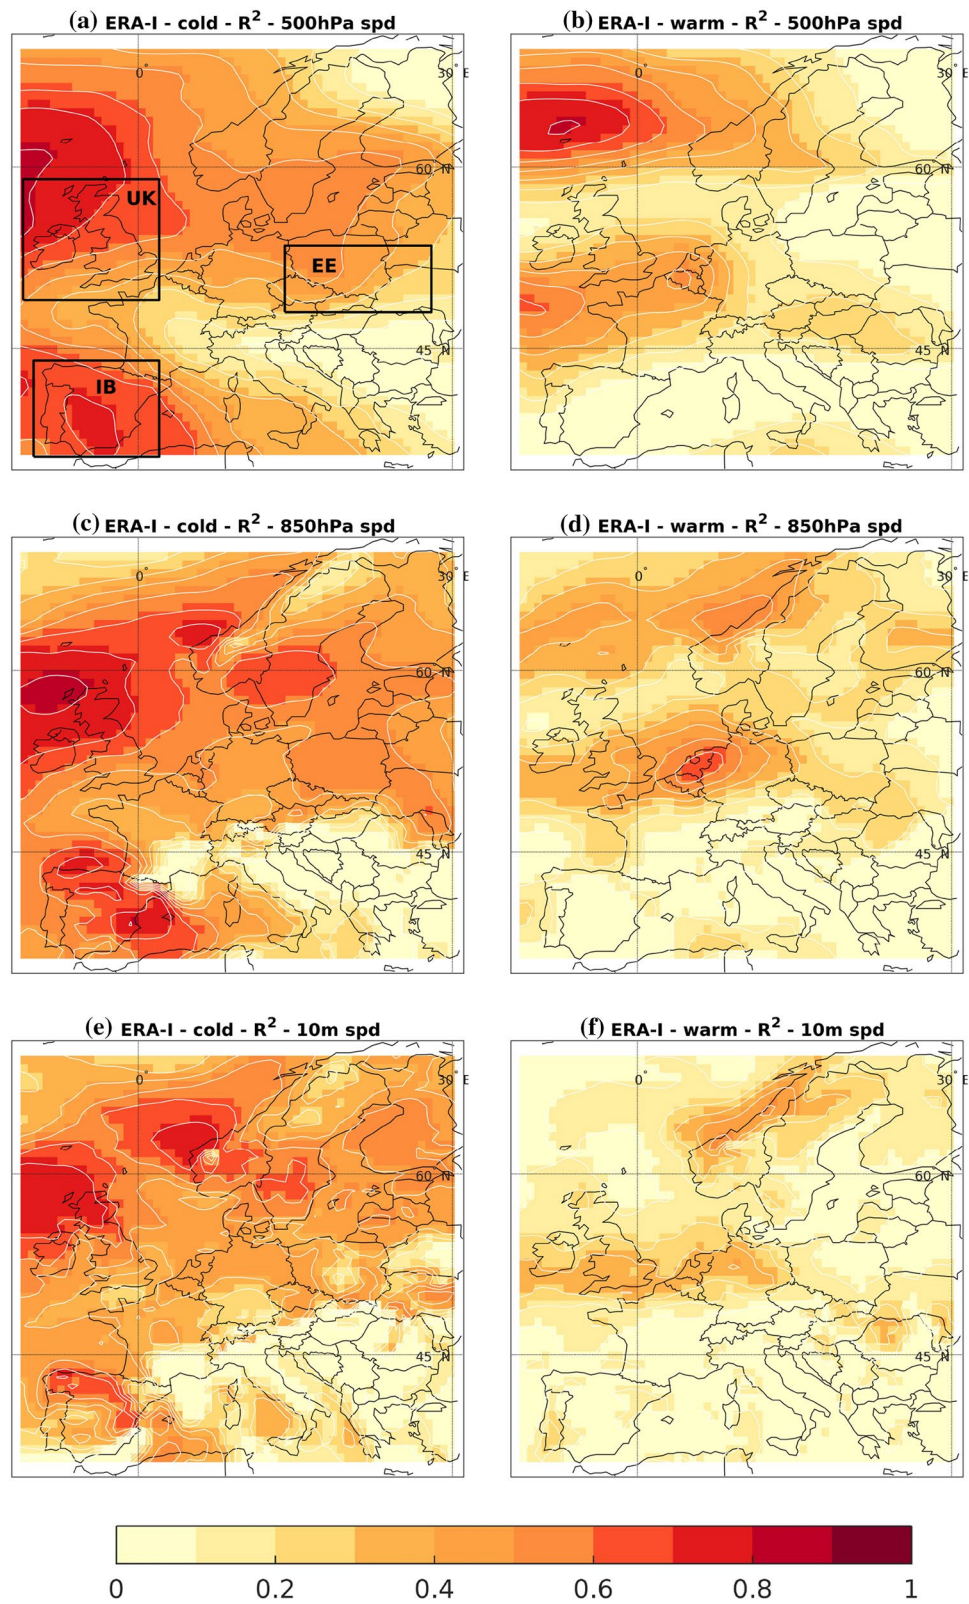 (a) ERA-I - cold - R² - 500hPa spd
0°
30° E
60 N
UK
EE
45 N
IB
(b) ERA-I - warm - R² - 500hPa spd
0°
30° E
60 N
45 N
(c) ERA-I - cold - R² - 850hPa spd
0°
30° E
60 N
45 N
(d) ERA-I - warm - R² - 850hPa spd
0°
30° E
60 N
45 N
(e) ERA-I - cold - R² - 10m spd
0°
30° E
60 N
45 N
(f) ERA-I - warm - R² - 10m spd
0°
30° E
60 N
45 N
0 0.2 0.4 0.6 0.8 1